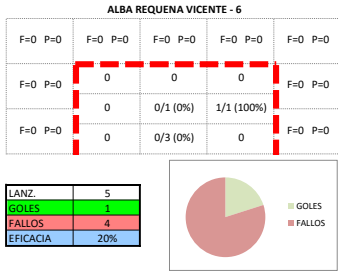 ALBA REQUENA VICENTE - 6
F=0 P=0 F=0 P=0 F=0 P=0 F=0 P=0 F=0 P=0
F=0 P=0 0 0 0 F=0 P=0
0 0/1 (0%) 1/1 (100%)
F=0 P=0 0 0/3 (0%) 0 F=0 P=0
LANZ. 5
GOLES 1
FALLOS 4
EFICACIA 20%
GOLES
FALLOS